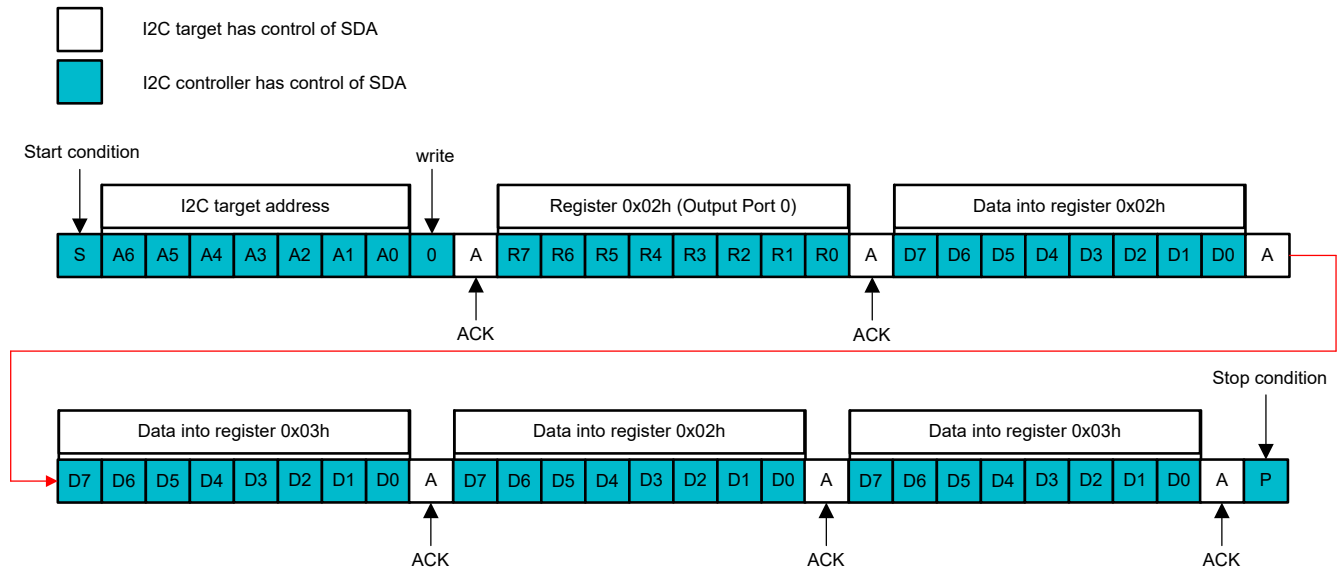 I2C target has control of SDA
I2C controller has control of SDA
Start condition
write
I2C target address
Register 0x02h (Output Port 0)
Data into register 0x02h
S A6 A5 A4 A3 A2 A1 A0 0 A R7 R6 R5 R4 R3 R2 R1 R0 A D7 D6 D5 D4 D3 D2 D1 D0 A
ACK
ACK
Stop condition
Data into register 0x03h
Data into register 0x02h
Data into register 0x03h
D7 D6 D5 D4 D3 D2 D1 D0 A D7 D6 D5 D4 D3 D2 D1 D0 A D7 D6 D5 D4 D3 D2 D1 D0 A P
ACK
ACK
ACK